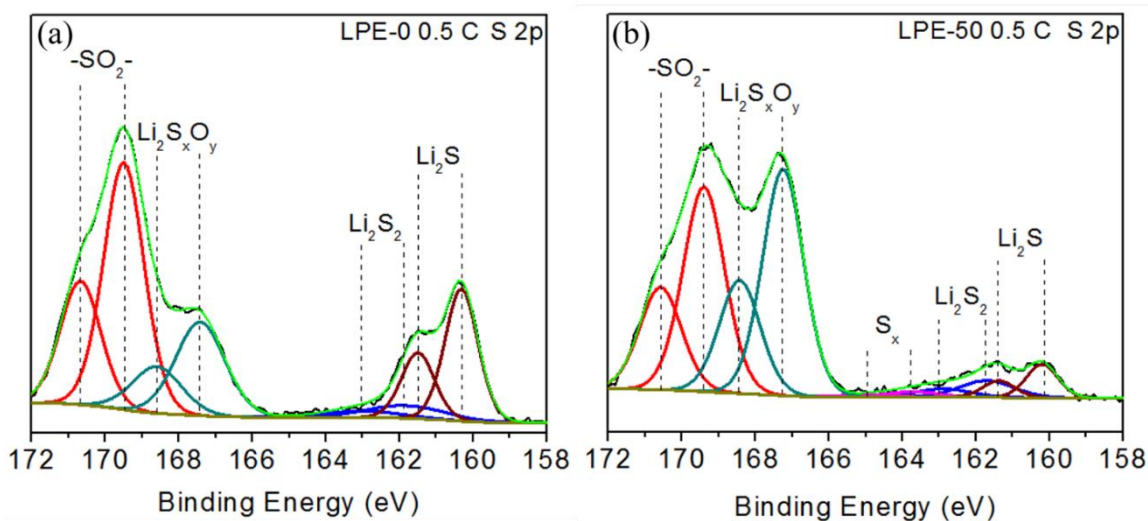 (a) LPE-0 0.5 C S 2p
-SO₂-
Li₂SₓOᵧ
Li₂S
Li₂S₂
172 170 168 166 164 162 160 158
Binding Energy (eV)
(b) LPE-50 0.5 C S 2p
-SO₂-
Li₂SₓOᵧ
Li₂S
Li₂S₂
Sₓ
172 170 168 166 164 162 160 158
Binding Energy (eV)